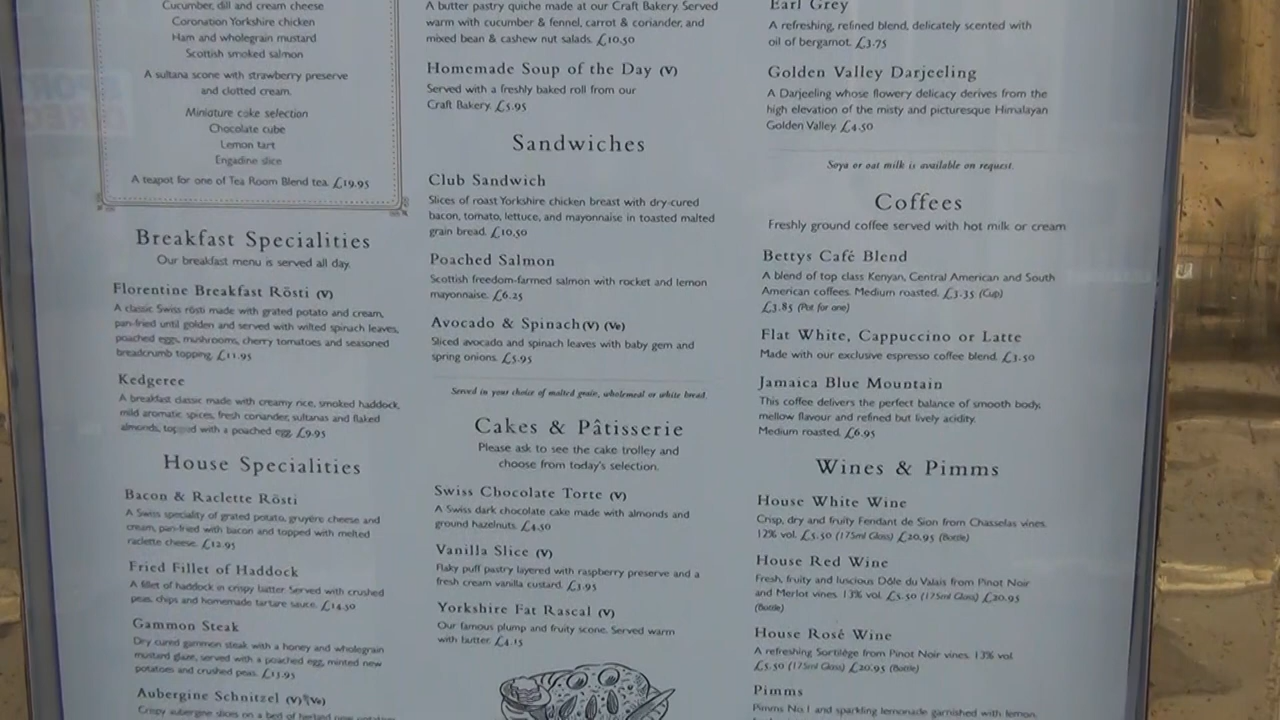 Cucumber, dill and cream cheese
Coronation Yorkshire chicken
Ham and wholegrain mustard
Scottish smoked salmon
A sultana scone with strawberry preserve
and clotted cream.
Miniature cake selection
Chocolate cube
Lemon tart
Engadine slice
A teapot for one of Tea Room Blend tea. £19.95
Breakfast Specialities
Our breakfast menu is served all day.
Florentine Breakfast Rösti (V)
A classic Swiss rösti made with grated potato and cream,
pan-fried until golden and served with wilted spinach leaves,
poached eggs, mushrooms, cherry tomatoes and seasoned
breadcrumb topping. £11.95
Kedgeree
A breakfast classic made with creamy rice, smoked haddock,
mild aromatic spices, fresh coriander, sultanas and flaked
almonds, topped with a poached egg. £9.95
House Specialities
Bacon & Raclette Rösti
A Swiss speciality of grated potato, gruyère cheese and
cream, pan-fried with bacon and topped with melted
raclette cheese. £12.95
Fried Fillet of Haddock
A fillet of haddock in crispy batter. Served with crushed
peas, chips and homemade tartare sauce. £14.50
Gammon Steak
Dry cured gammon steak with a honey and wholegrain
mustard glaze, served with a poached egg, minted new
potatoes and crushed peas. £13.95
Aubergine Schnitzel (V) (Ve)
Crispy aubergine slices on a bed of herbed new potatoes
A butter pastry quiche made at our Craft Bakery. Served
warm with cucumber & fennel, carrot & coriander, and
mixed bean & cashew nut salads. £10.50
Homemade Soup of the Day (V)
Served with a freshly baked roll from our
Craft Bakery. £5.95
Sandwiches
Club Sandwich
Slices of roast Yorkshire chicken breast with dry-cured
bacon, tomato, lettuce, and mayonnaise in toasted malted
grain bread. £10.50
Poached Salmon
Scottish freedom-farmed salmon with rocket and lemon
mayonnaise. £6.25
Avocado & Spinach (V) (Ve)
Sliced avocado and spinach leaves with baby gem and
spring onions. £5.95
Served in your choice of malted grain, wholemeal or white bread.
Cakes & Pâtisserie
Please ask to see the cake trolley and
choose from today's selection.
Swiss Chocolate Torte (V)
A Swiss dark chocolate cake made with almonds and
ground hazelnuts. £4.50
Vanilla Slice (V)
Flaky puff pastry layered with raspberry preserve and a
fresh cream vanilla custard. £3.95
Yorkshire Fat Rascal (V)
Our famous plump and fruity scone. Served warm
with butter. £4.15
Earl Grey
A refreshing, refined blend, delicately scented with
oil of bergamot. £3.75
Golden Valley Darjeeling
A Darjeeling whose flowery delicacy derives from the
high elevation of the misty and picturesque Himalayan
Golden Valley. £4.50
Soya or oat milk is available on request.
Coffees
Freshly ground coffee served with hot milk or cream
Bettys Café Blend
A blend of top class Kenyan, Central American and South
American coffees. Medium roasted. £3.35 (Cup)
£3.85 (Pot for one)
Flat White, Cappuccino or Latte
Made with our exclusive espresso coffee blend. £3.50
Jamaica Blue Mountain
This coffee delivers the perfect balance of smooth body,
mellow flavour and refined but lively acidity.
Medium roasted. £6.95
Wines & Pimms
House White Wine
Crisp, dry and fruity Fendant de Sion from Chasselas vines.
12% vol. £5.50 (175ml Glass) £20.95 (Bottle)
House Red Wine
Fresh, fruity and luscious Dôle du Valais from Pinot Noir
and Merlot vines. 13% vol. £5.50 (175ml Glass) £20.95
(Bottle)
House Rosé Wine
A refreshing Sortilège from Pinot Noir vines. 13% vol.
£5.50 (175ml Glass) £20.95 (Bottle)
Pimms
Pimms No.1 and sparkling lemonade garnished with lemon,